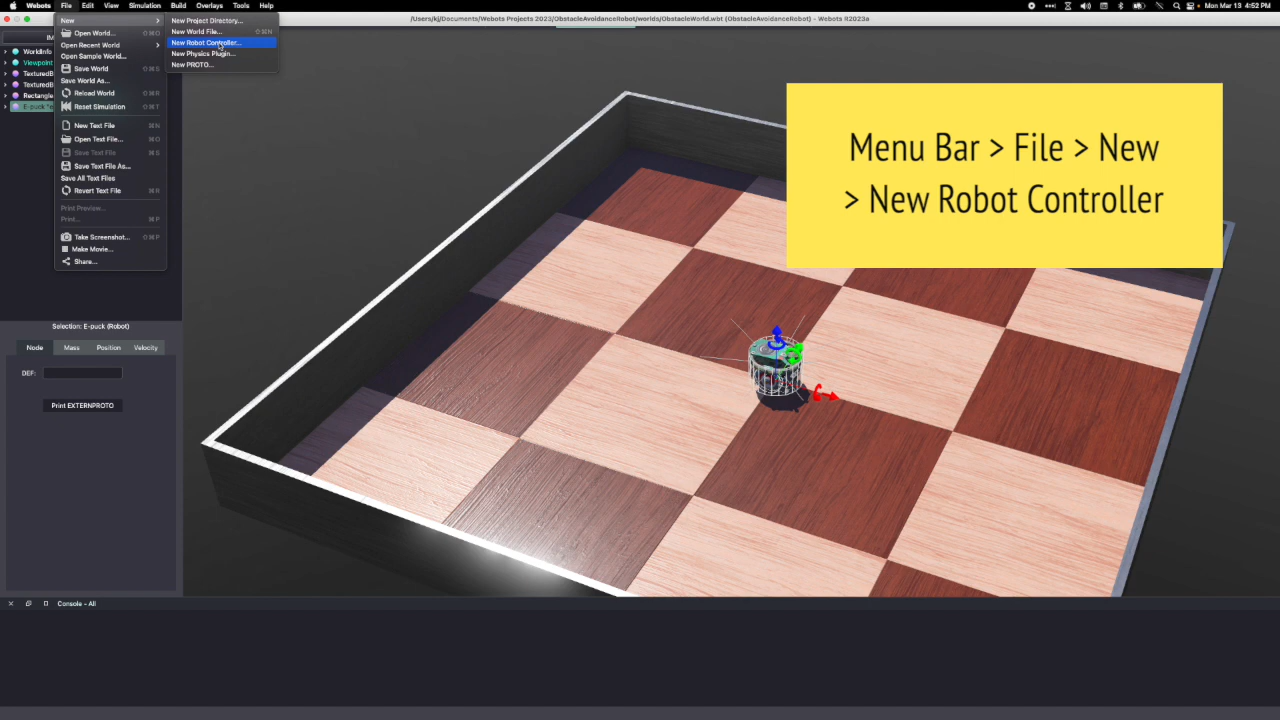 Webots File Edit View Simulation Build Overlays Tools Help Mon Mar 13 4:52 PM
/Users/kj/Documents/Webots Projects 2023/ObstacleAvoidanceRobot/worlds/ObstacleWorld.wbt (ObstacleAvoidanceRobot) - Webots R2023a
New
Open World... ⇧⌘O
Open Recent World
Open Sample World...
Save World ⇧⌘S
Save World As...
Reload World ⇧⌘R
Reset Simulation ⇧⌘T
New Text File ⌘N
Open Text File... ⌘O
Save Text File ⌘S
Save Text File As...
Save All Text Files
Revert Text File ⌘R
Print Preview...
Print... ⌘P
Take Screenshot... ⇧⌘P
Make Movie...
Share...
New Project Directory...
New World File... ⇧⌘N
New Robot Controller...
New Physics Plugin...
New PROTO...
IM
WorldInfo
Viewpoint
TexturedB
TexturedB
Rectangle
E-puck "e
Menu Bar > File > New
> New Robot Controller
Selection: E-puck (Robot)
Node Mass Position Velocity
DEF:
Print EXTERNPROTO
Console - All